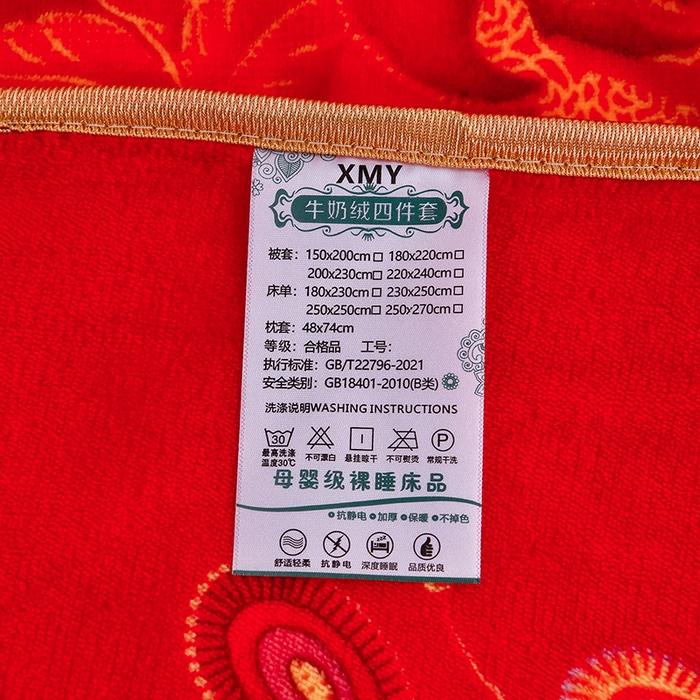 XMY
牛奶绒四件套
被套：150x200cm□ 180x220cm□
200x230cm□ 220x240cm□
床单：180x230cm□ 230x250cm□
250x250cm□ 250x270cm□
枕套：48x74cm
等级：合格品 工号：
执行标准：GB/T22796-2021
安全类别：GB18401-2010(B类)
洗涤说明WASHING INSTRUCTIONS
30 P
最高洗涤温度30℃ 不可漂白 悬挂晾干 不可熨烫 常规干洗
母婴级裸睡床品
抗静电 加厚 保暖 不掉色
舒适轻柔 抗静电 深度睡眠 品质优良